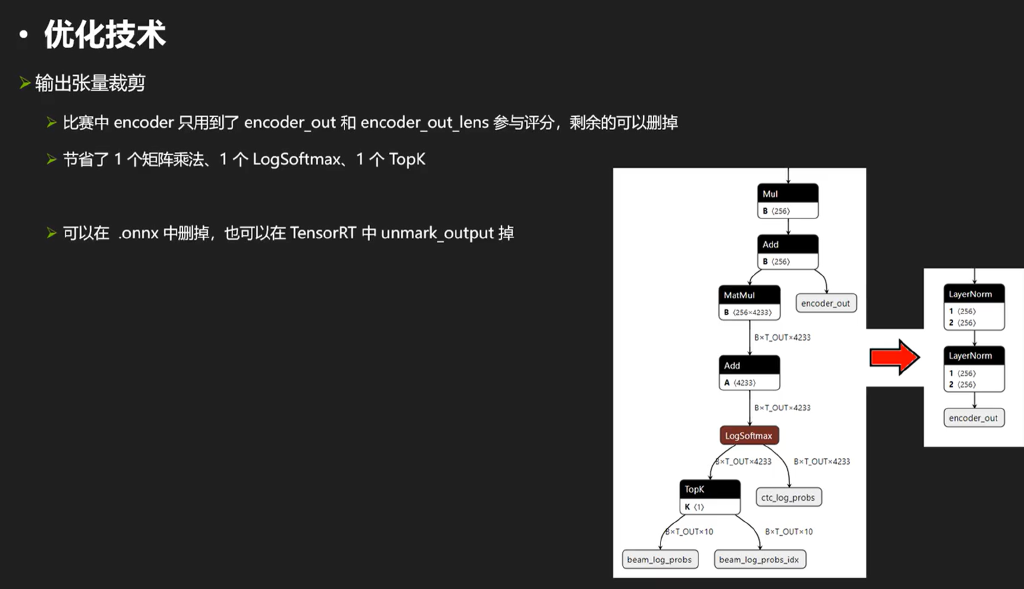 • 优化技术
➢ 输出张量裁剪
➢ 比赛中 encoder 只用到了 encoder_out 和 encoder_out_lens 参与评分，剩余的可以删掉
➢ 节省了 1 个矩阵乘法、1 个 LogSoftmax、1 个 TopK
➢ 可以在 .onnx 中删掉，也可以在 TensorRT 中 unmark_output 掉
Mul
B ⟨256⟩
Add
B ⟨256⟩
MatMul
B ⟨256×4233⟩
encoder_out
B×T_OUT×4233
Add
A ⟨4233⟩
B×T_OUT×4233
LogSoftmax
B×T_OUT×4233 B×T_OUT×4233
TopK
K ⟨1⟩
ctc_log_probs
B×T_OUT×10 B×T_OUT×10
beam_log_probs beam_log_probs_idx
LayerNorm
1 ⟨256⟩
2 ⟨256⟩
LayerNorm
1 ⟨256⟩
2 ⟨256⟩
encoder_out